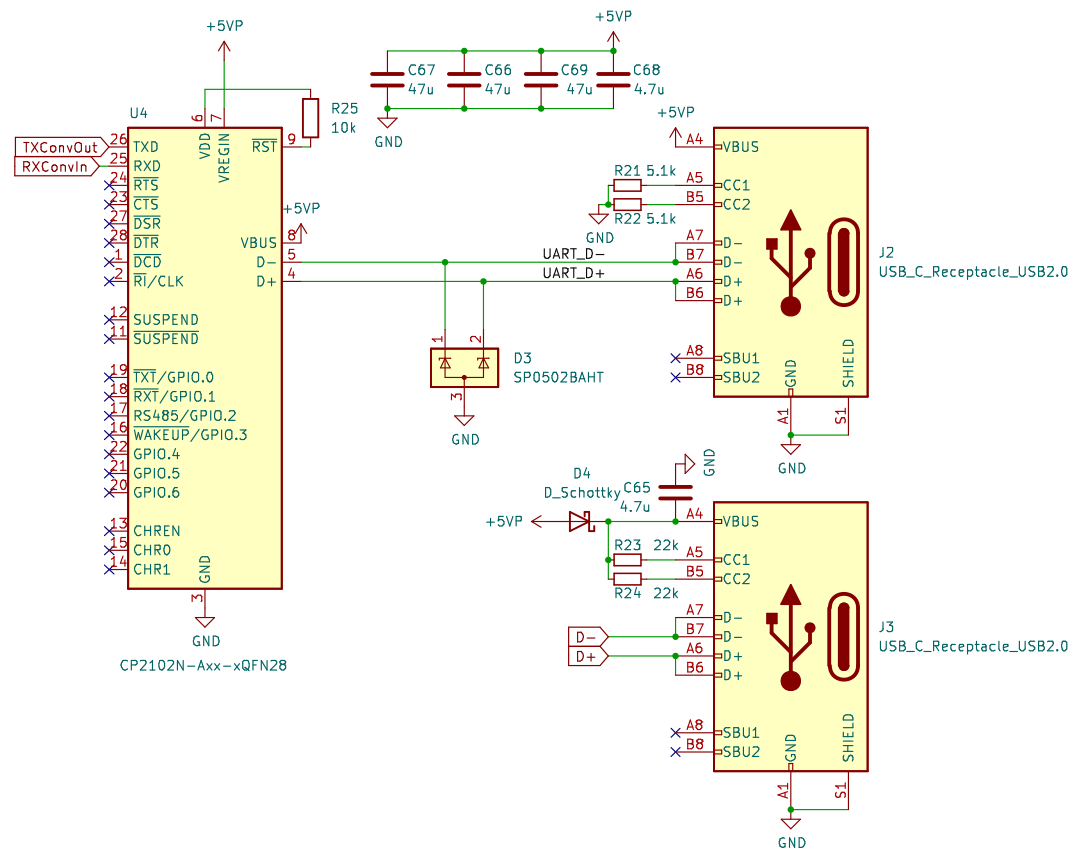 +5VP
+5VP
C67
47u
C66
47u
C69
47u
C68
4.7u
GND
U4
6
7
R25
10k
TXConvOut
26
TXD
VDD
VREGIN
RST
9
RXConvIn
25
RXD
24
RTS
23
CTS
27
DSR
28
DTR
1
DCD
2
RI/CLK
12
SUSPEND
11
SUSPEND
19
TXT/GPIO.0
18
RXT/GPIO.1
17
RS485/GPIO.2
16
WAKEUP/GPIO.3
22
GPIO.4
21
GPIO.5
20
GPIO.6
13
CHREN
15
CHR0
14
CHR1
+5VP
VBUS
8
D-
5
D+
4
GND
3
GND
CP2102N-Axx-xQFN28
UART_D-
UART_D+
1
2
3
D3
SP0502BAHT
GND
+5VP
A4
VBUS
R21 5.1k
A5
CC1
B5
CC2
R22 5.1k
GND
A7
D-
B7
D-
A6
D+
B6
D+
J2
USB_C_Receptacle_USB2.0
A8
SBU1
B8
SBU2
GND
SHIELD
A1
S1
GND
GND
D4
D_Schottky
C65
4.7u
+5VP
A4
VBUS
R23 22k
A5
CC1
B5
CC2
R24 22k
A7
D-
D-
B7
D-
D+
A6
D+
B6
D+
J3
USB_C_Receptacle_USB2.0
A8
SBU1
B8
SBU2
GND
SHIELD
A1
S1
GND